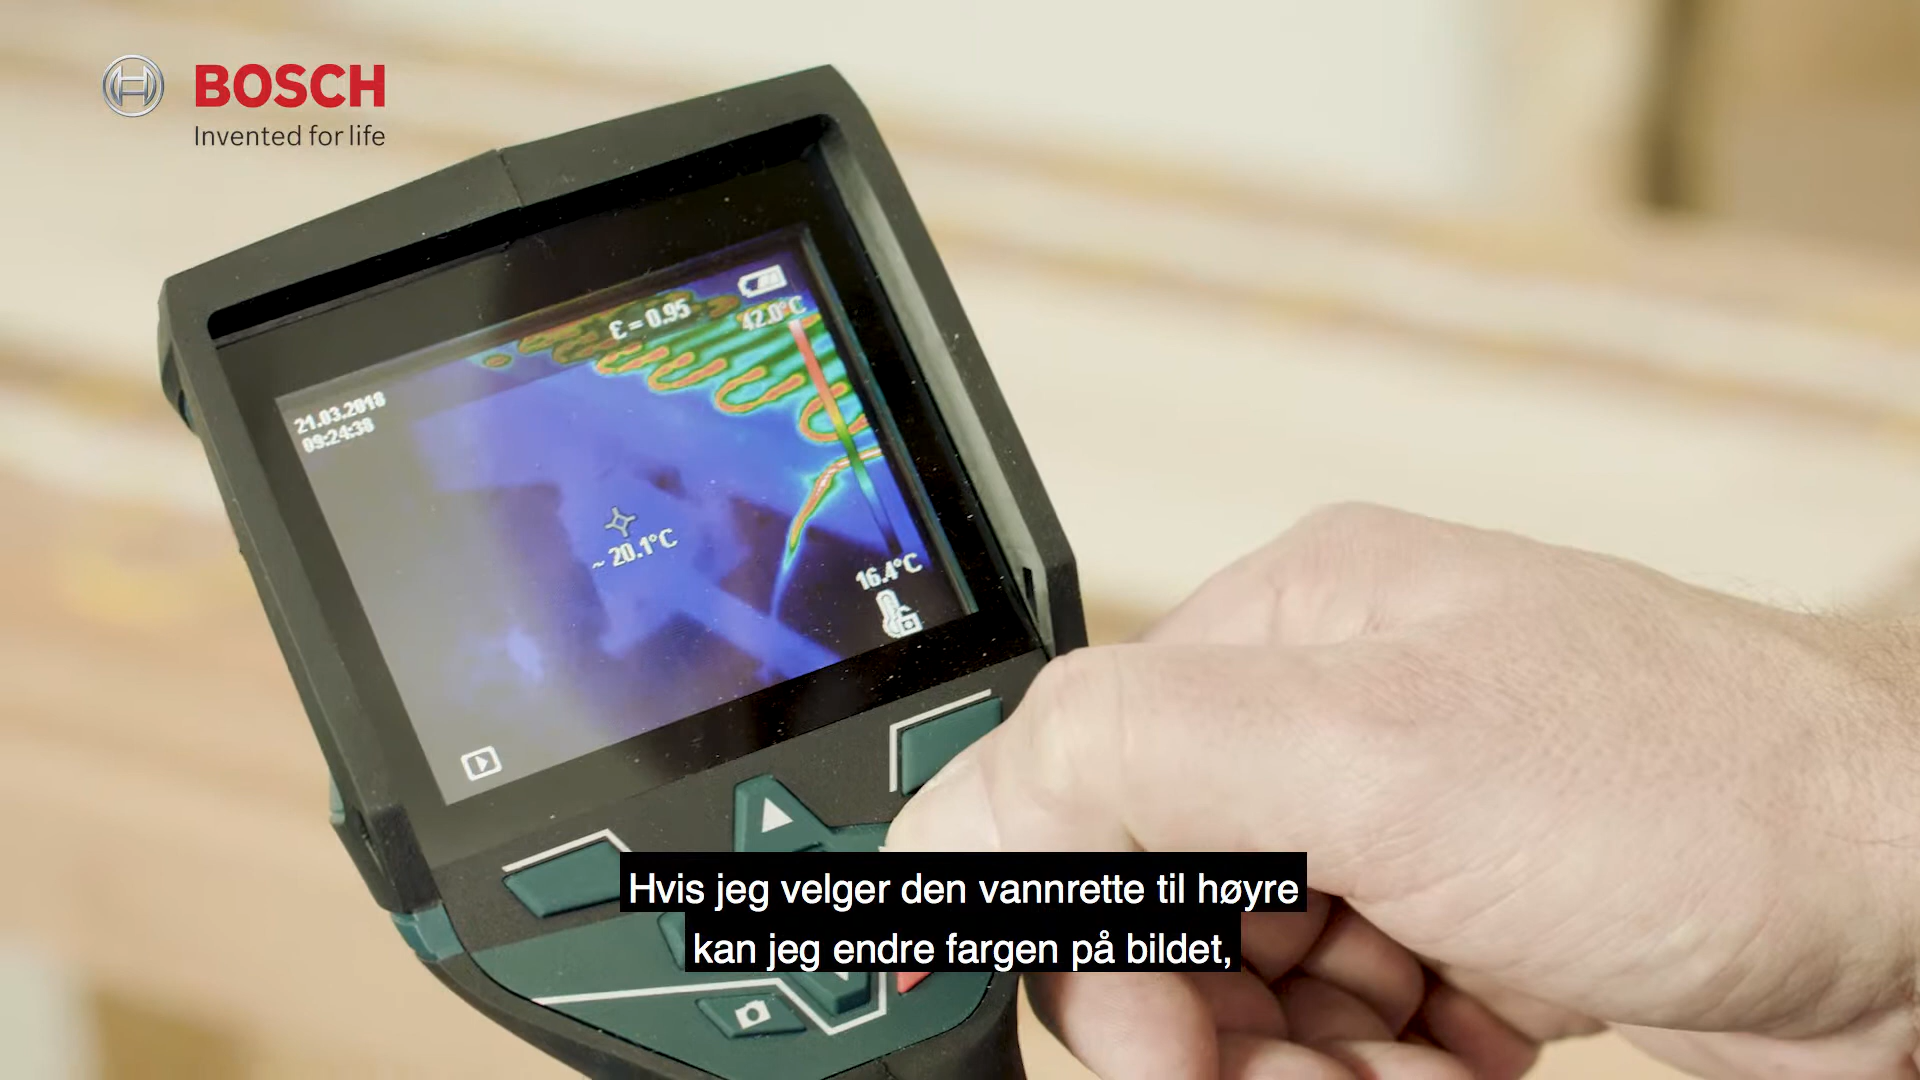 BOSCH
Invented for life
ε = 0.95
42.0°C
21.03.2018
09:24:38
~ 20.1°C
16.4°C
Hvis jeg velger den vannrette til høyre
kan jeg endre fargen på bildet,